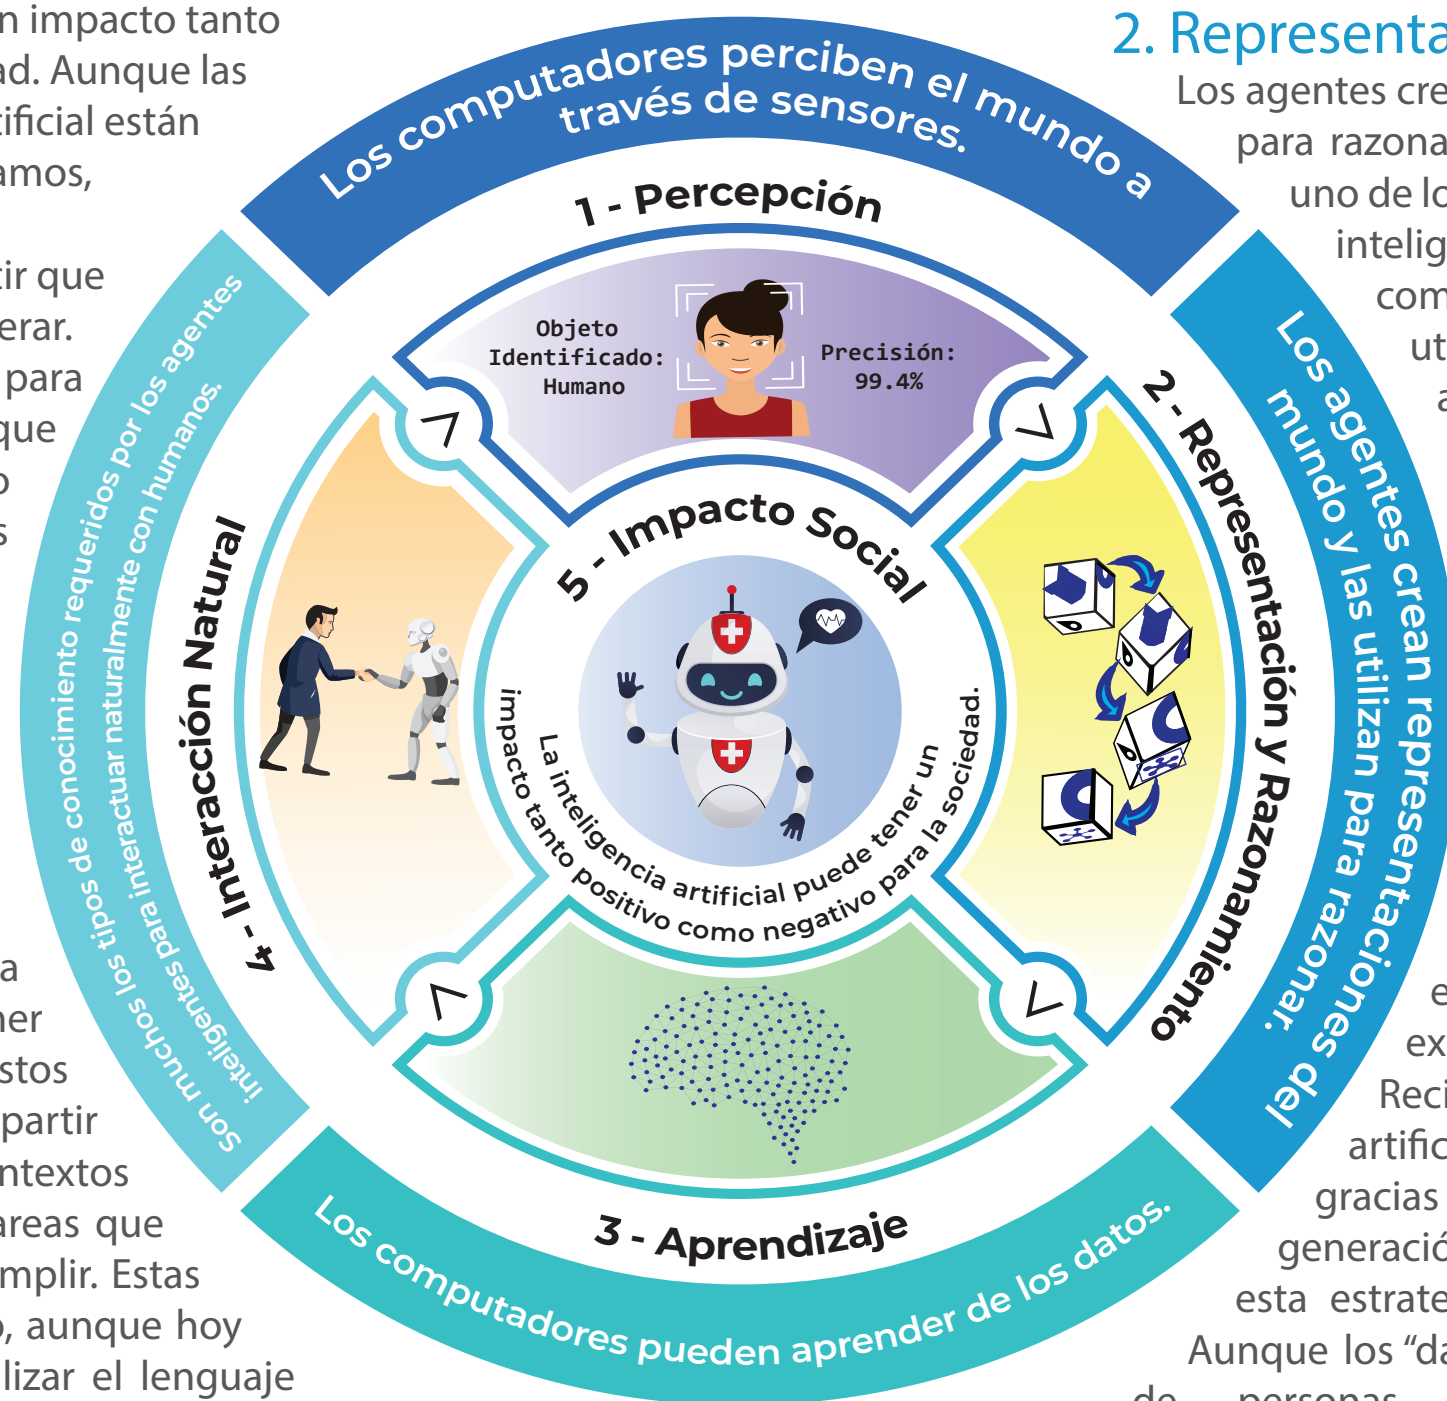 n impacto tanto
ad. Aunque las
tificial están
amos,
tir que
erar.
para
que
o
s
a
ner
stos
partir
ntextos
areas que
mplir. Estas
o, aunque hoy
lizar el lenguaje
Los computadores perciben el mundo a
través de sensores.
1 - Percepción
Objeto
Identificado:
Humano
Precisión:
99.4%
Los agentes crean representaciones del
mundo y las utilizan para razonar.
2 - Representación y Razonamiento
5 - Impacto Social
La inteligencia artificial puede tener un
impacto tanto positivo como negativo para la sociedad.
3 - Aprendizaje
Los computadores pueden aprender de los datos.
4 - Interacción Natural
Son muchos los tipos de conocimiento requeridos por los agentes
inteligentes para interactuar naturalmente con humanos.
2. Representa
Los agentes cre
para razona
uno de lo
intelig
com
ut
a
e
ex
Reci
artific
gracias
generació
esta estrate
Aunque los “da
de personas